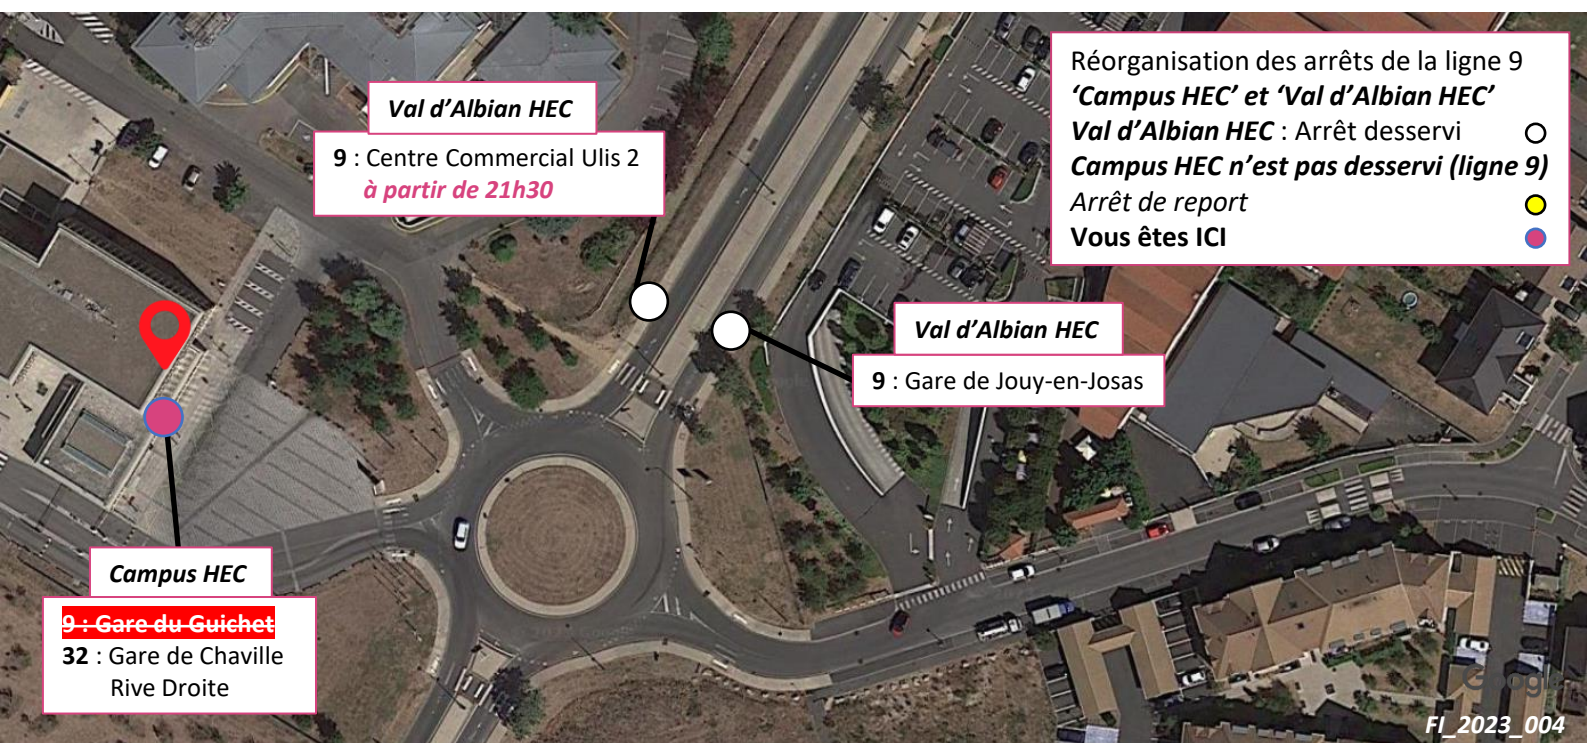 Réorganisation des arrêts de la ligne 9
‘Campus HEC’ et ‘Val d’Albian HEC’
Val d’Albian HEC : Arrêt desservi
Campus HEC n’est pas desservi (ligne 9)
Arrêt de report
Vous êtes ICI
Val d’Albian HEC
9 : Centre Commercial Ulis 2
à partir de 21h30
Val d’Albian HEC
9 : Gare de Jouy-en-Josas
Campus HEC
9 : Gare du Guichet
32 : Gare de Chaville
Rive Droite
Google
FI_2023_004